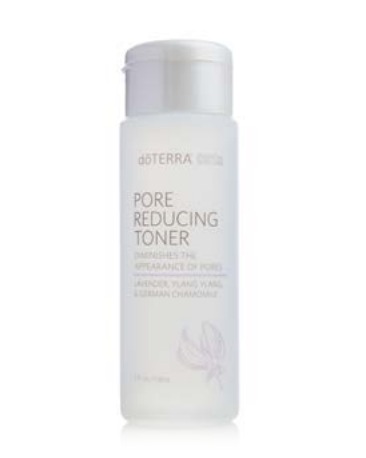 dōTERRA
PORE
REDUCING
TONER
DIMINISHES THE
APPEARANCE OF PORES
LAVENDER, YLANG YLANG,
& GERMAN CHAMOMILE